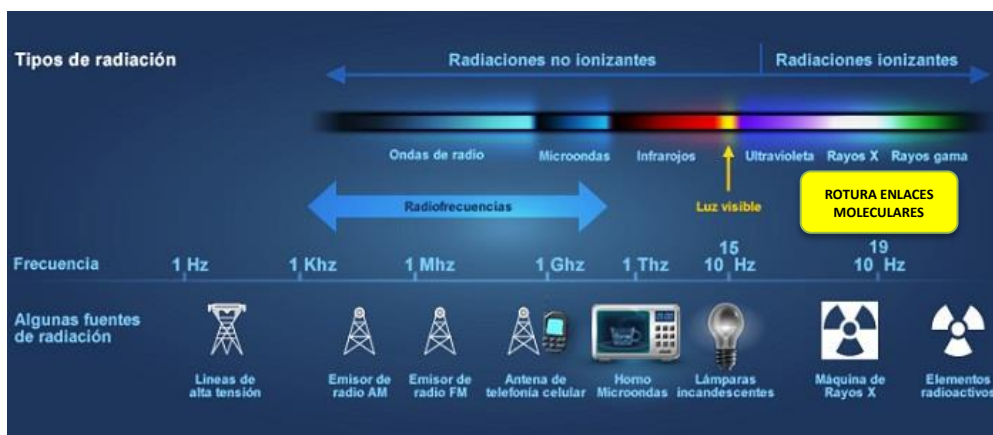 Tipos de radiación
Radiaciones no ionizantes
Radiaciones ionizantes
Ondas de radio
Microondas
Infrarojos
Ultravioleta
Rayos X
Rayos gama
Radiofrecuencias
Luz visible
ROTURA ENLACES
MOLECULARES
Frecuencia
1 Hz
1 Khz
1 Mhz
1 Ghz
1 Thz
10^15 Hz
10^19 Hz
Algunas fuentes
de radiación
Lineas de
alta tensión
Emisor de
radio AM
Emisor de
radio FM
Antena de
telefonía celular
Horno
Microondas
Lámparas
incandescentes
Máquina de
Rayos X
Elementos
radioactivos